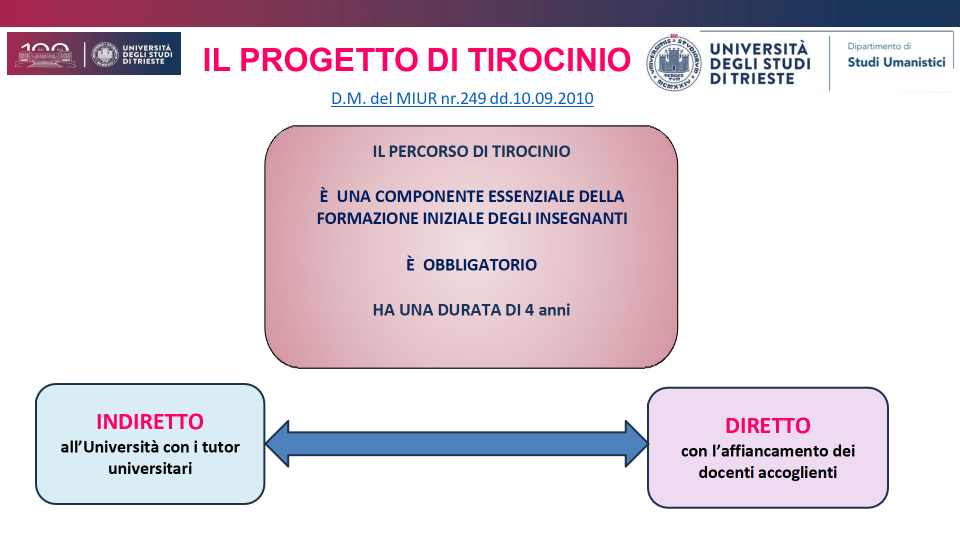 100
UNIVERSITÀ
DEGLI STUDI
DI TRIESTE
IL PROGETTO DI TIROCINIO
UNIVERSITÀ
DEGLI STUDI
DI TRIESTE
Dipartimento di
Studi Umanistici
D.M. del MIUR nr.249 dd.10.09.2010
IL PERCORSO DI TIROCINIO
È UNA COMPONENTE ESSENZIALE DELLA
FORMAZIONE INIZIALE DEGLI INSEGNANTI
È OBBLIGATORIO
HA UNA DURATA DI 4 anni
INDIRETTO
all’Università con i tutor
universitari
DIRETTO
con l’affiancamento dei
docenti accoglienti